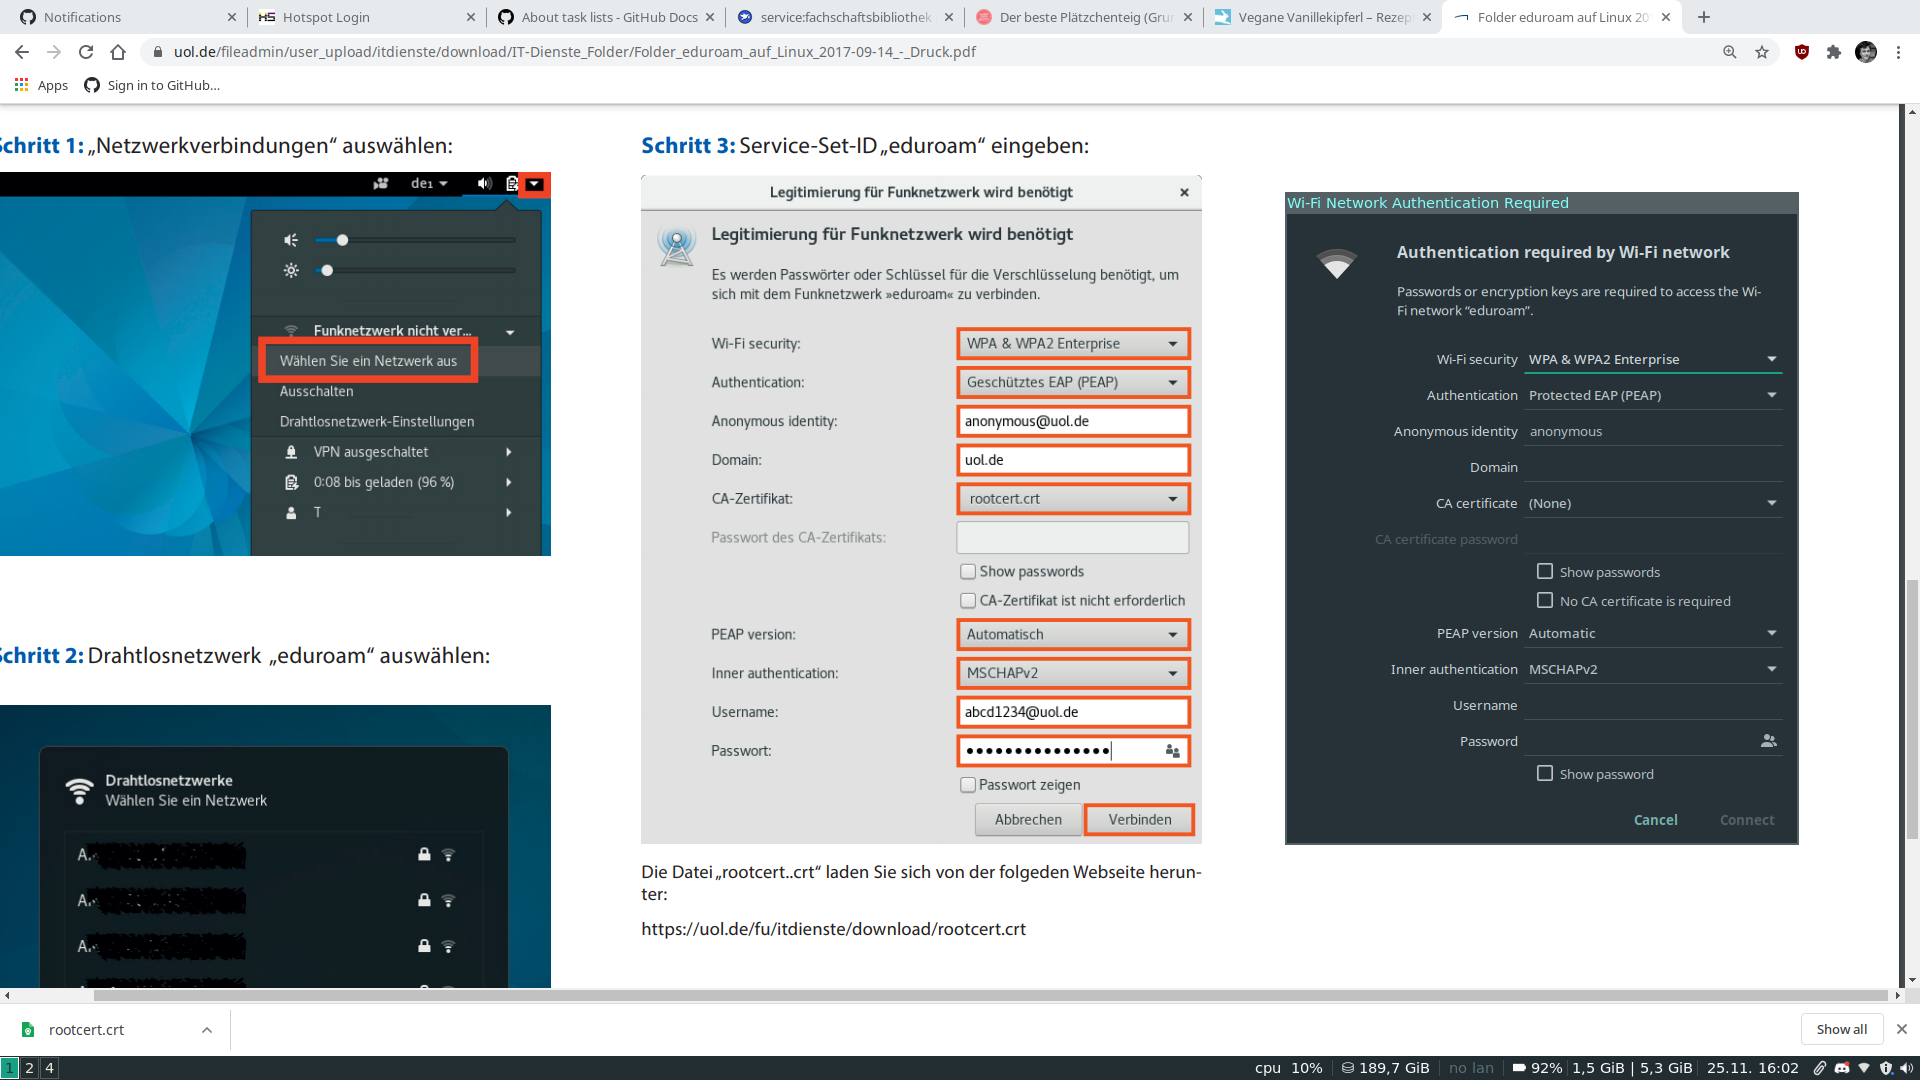 Notifications
Hotspot Login
About task lists - GitHub Docs
service:fachschaftsbibliothek
Der beste Plätzchenteig (Grun
Vegane Vanillekipferl – Rezep
Folder eduroam auf Linux 20
uol.de/fileadmin/user_upload/itdienste/download/IT-Dienste_Folder/Folder_eduroam_auf_Linux_2017-09-14_-_Druck.pdf
Apps
Sign in to GitHub...
Schritt 1: „Netzwerkverbindungen“ auswählen:
de1
Funknetzwerk nicht ver...
Wählen Sie ein Netzwerk aus
Ausschalten
Drahtlosnetzwerk-Einstellungen
VPN ausgeschaltet
0:08 bis geladen (96 %)
T
Schritt 2: Drahtlosnetzwerk „eduroam“ auswählen:
Drahtlosnetzwerke
Wählen Sie ein Netzwerk
A
A
A
Schritt 3: Service-Set-ID „eduroam“ eingeben:
Legitimierung für Funknetzwerk wird benötigt
Legitimierung für Funknetzwerk wird benötigt
Es werden Passwörter oder Schlüssel für die Verschlüsselung benötigt, um
sich mit dem Funknetzwerk »eduroam« zu verbinden.
Wi-Fi security: WPA & WPA2 Enterprise
Authentication: Geschütztes EAP (PEAP)
Anonymous identity: anonymous@uol.de
Domain: uol.de
CA-Zertifikat: rootcert.crt
Passwort des CA-Zertifikats:
Show passwords
CA-Zertifikat ist nicht erforderlich
PEAP version: Automatisch
Inner authentication: MSCHAPv2
Username: abcd1234@uol.de
Passwort: •••••••••••••••
Passwort zeigen
Abbrechen Verbinden
Die Datei „rootcert..crt“ laden Sie sich von der folgeden Webseite herun-
ter:
https://uol.de/fu/itdienste/download/rootcert.crt
Wi-Fi Network Authentication Required
Authentication required by Wi-Fi network
Passwords or encryption keys are required to access the Wi-
Fi network “eduroam”.
Wi-Fi security WPA & WPA2 Enterprise
Authentication Protected EAP (PEAP)
Anonymous identity anonymous
Domain
CA certificate (None)
CA certificate password
Show passwords
No CA certificate is required
PEAP version Automatic
Inner authentication MSCHAPv2
Username
Password
Show password
Cancel Connect
rootcert.crt
Show all
1 2 4
cpu 10% 189,7 GiB no lan 92% 1,5 GiB | 5,3 GiB 25.11. 16:02